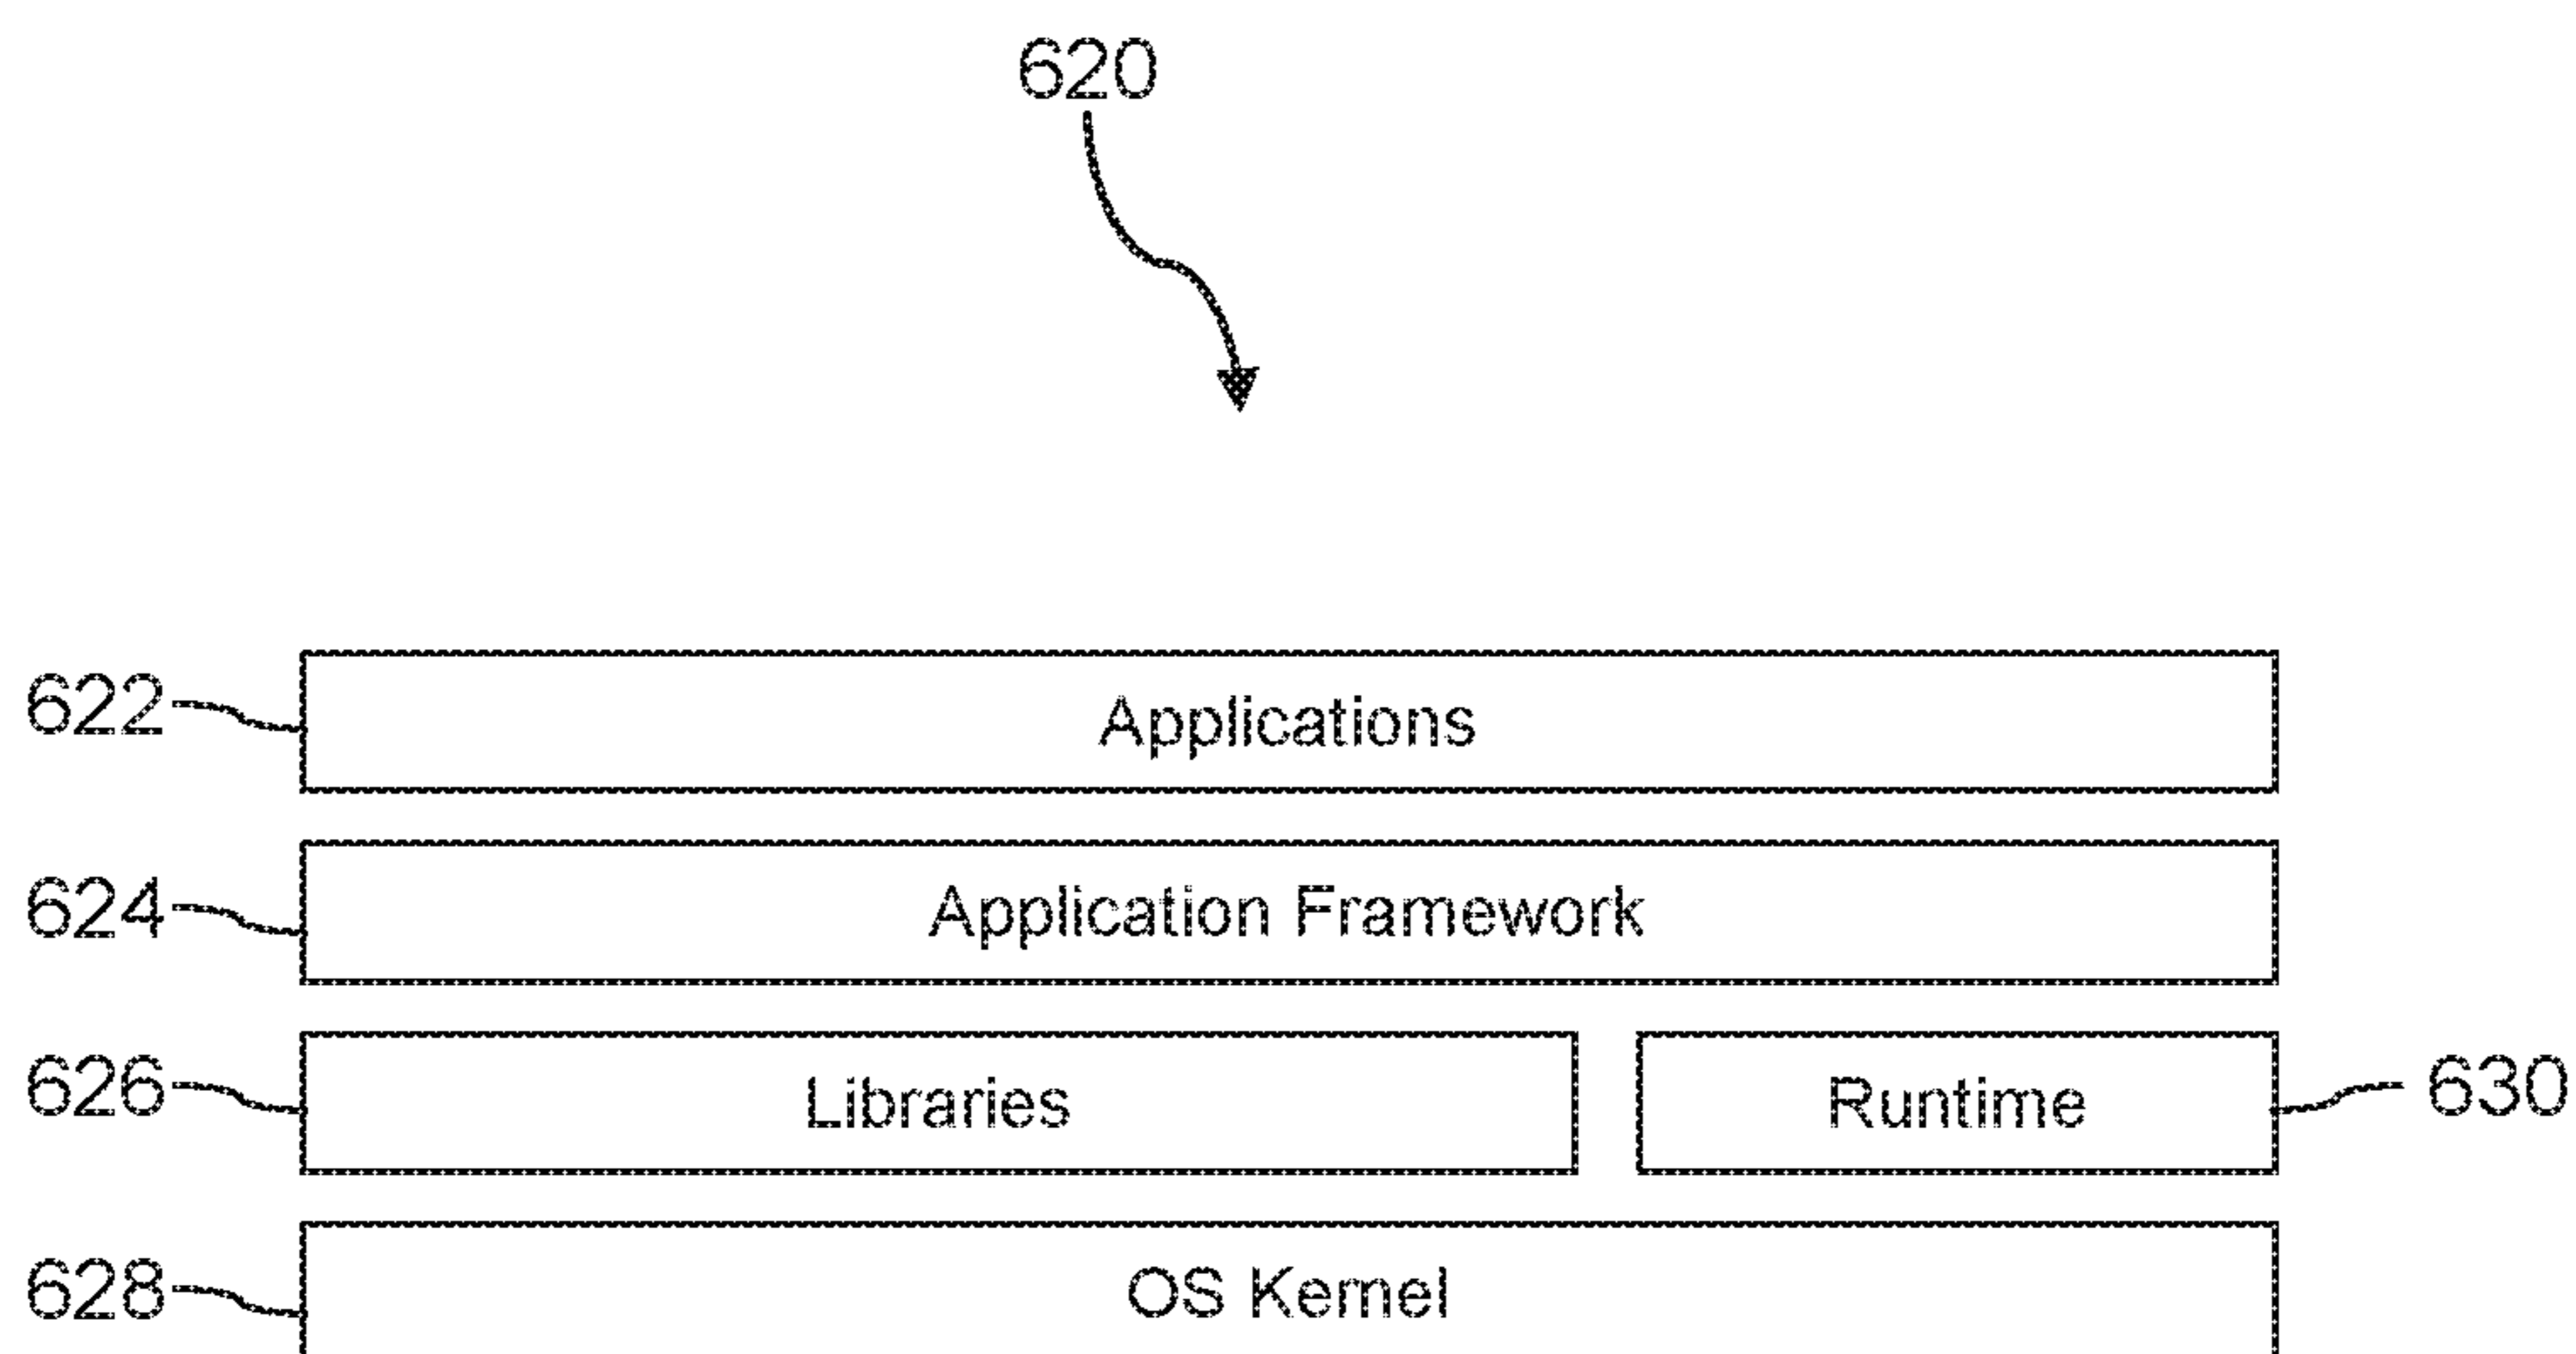 620
622 Applications
624 Application Framework
626 Libraries Runtime 630
628 OS Kernel